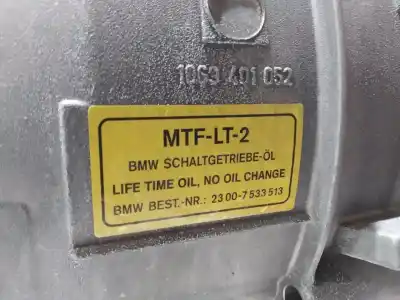 1069 401 052
MTF-LT-2
BMW SCHALTGETRIEBE-ÖL
LIFE TIME OIL, NO OIL CHANGE
BMW BEST.-NR.: 23 00-7 533 513